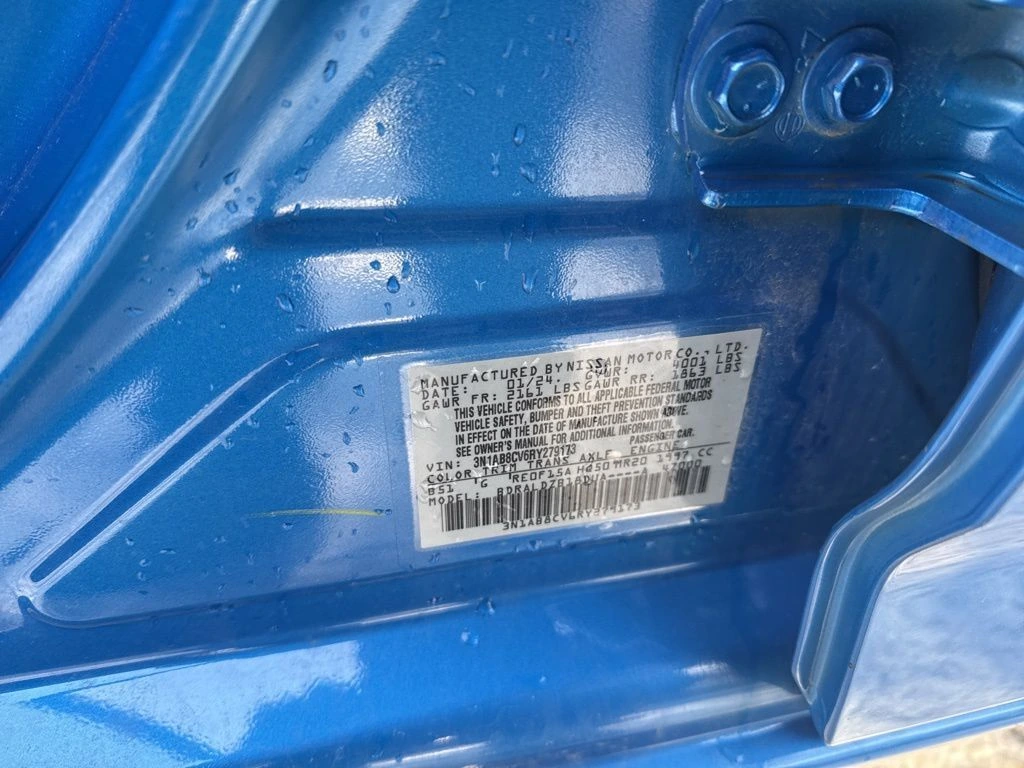 MANUFACTURED BY NISSAN MOTOR CO., LTD.
DATE: 01/24. GVWR: 4001 LBS
GAWR FR: 2161 LBS GAWR RR: 1863 LBS
THIS VEHICLE CONFORMS TO ALL APPLICABLE FEDERAL MOTOR
VEHICLE SAFETY, BUMPER AND THEFT PREVENTION STANDARDS
IN EFFECT ON THE DATE OF MANUFACTURE SHOWN ABOVE.
SEE OWNER'S MANUAL FOR ADDITIONAL INFORMATION.
VIN: 3N1AB8CV6RY279173 PASSENGER CAR.
COLOR TRIM TRANS AXLE ENGINE
B51 G RE0F15A H050 MR20 1997 CC
MODEL: 47000